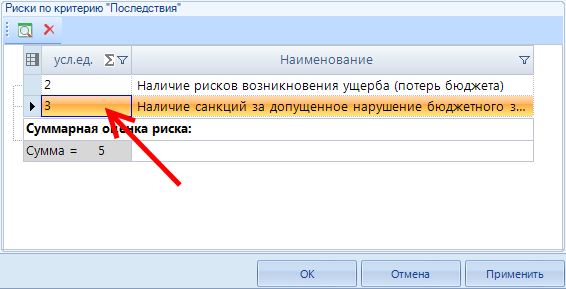 Риски по критерию "Последствия"
усл.ед. Σ Наименование
2 Наличие рисков возникновения ущерба (потерь бюджета)
3 Наличие санкций за допущенное нарушение бюджетного з...
Суммарная оценка риска:
Сумма = 5
ОК Отмена Применить